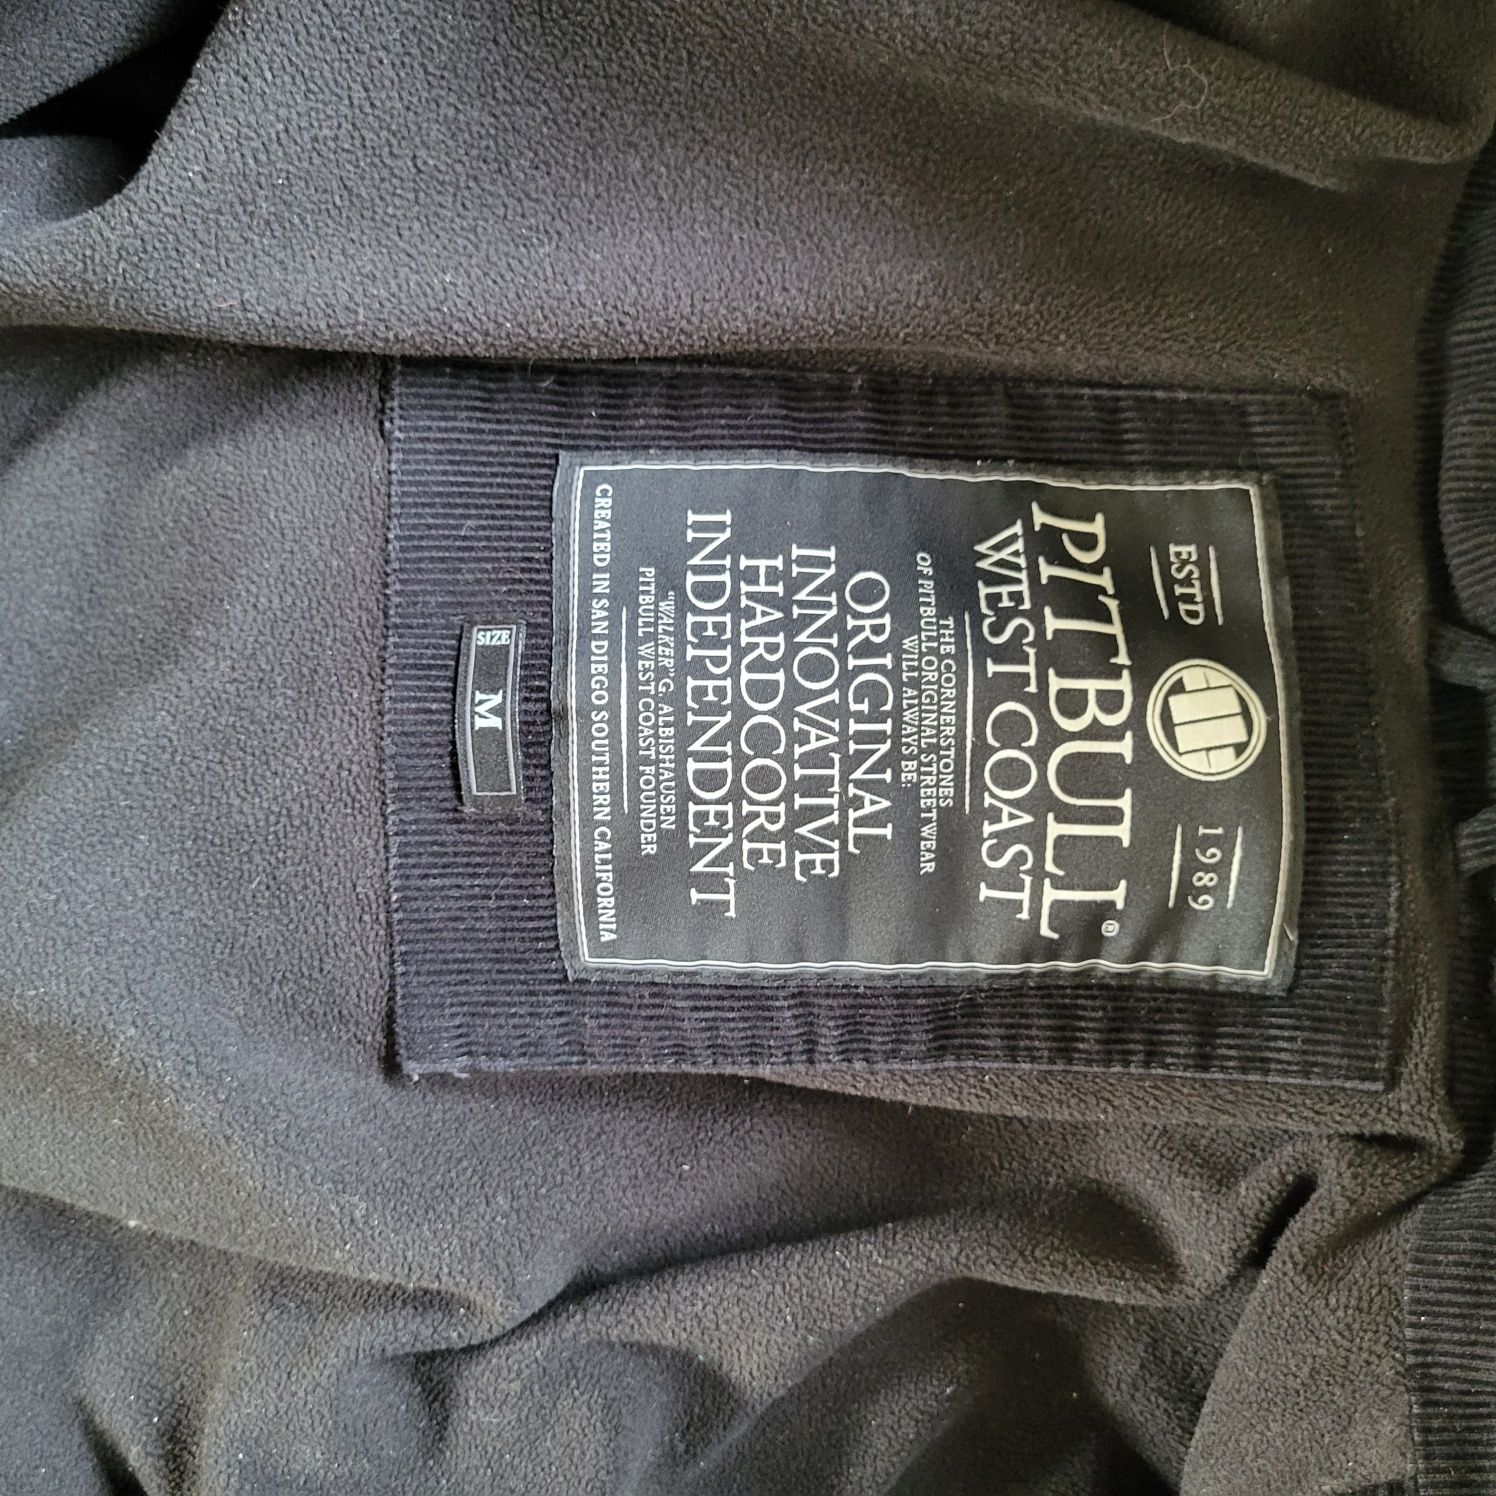 ESTD 1989
PITBULL®
WEST COAST
THE CORNERSTONES
OF PITBULL ORIGINAL STREETWEAR
WILL ALWAYS BE:
ORIGINAL
INNOVATIVE
HARDCORE
INDEPENDENT
"WALKER" G. ALBISHAUSEN
PITBULL WEST COAST FOUNDER
CREATED IN SAN DIEGO SOUTHERN CALIFORNIA
SIZE M